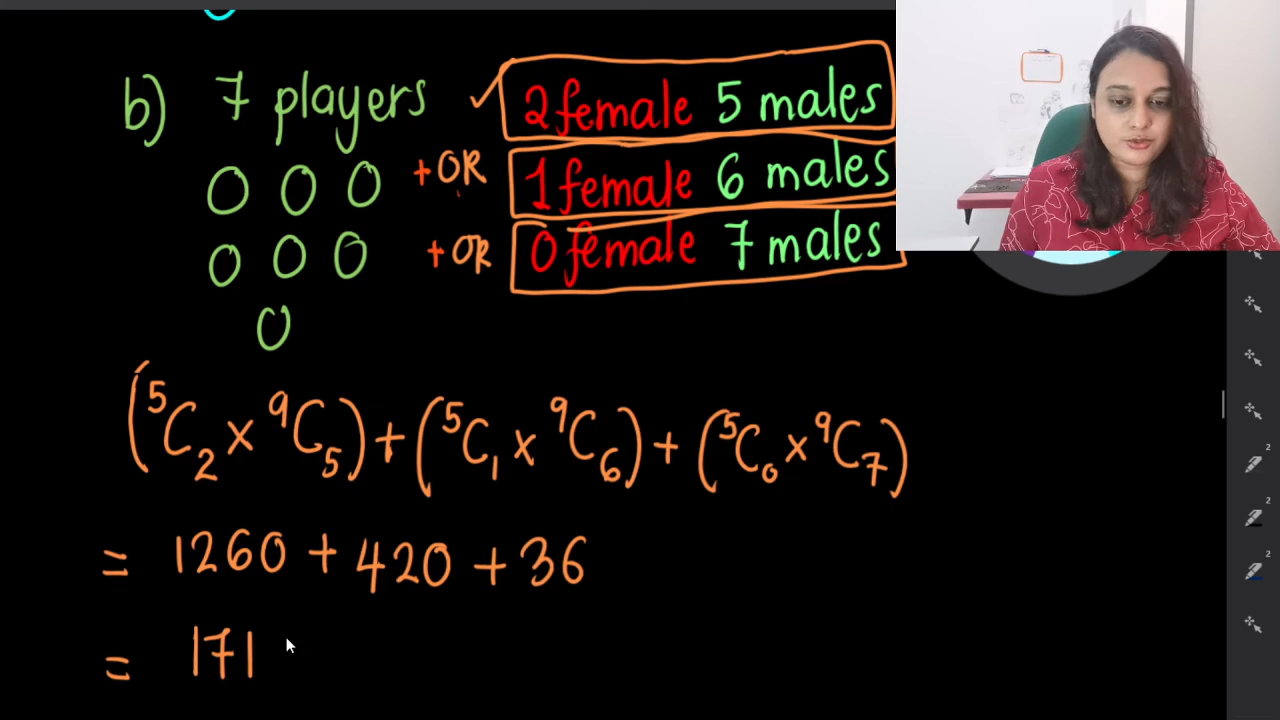 b) 7 players ✓ 2 female 5 males
O O O + OR 1 female 6 males
O O O + OR 0 female 7 males
O
(⁵C₂ x ⁹C₅) + (⁵C₁ x ⁹C₆) + (⁵C₀ x ⁹C₇)
= 1260 + 420 + 36
= 171